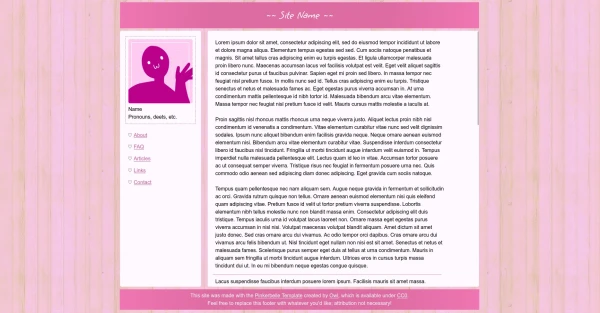 ~~ Site Name ~~
Name
Pronouns, deets, etc.
♡ About
♡ FAQ
♡ Articles
♡ Links
♡ Contact
Lorem ipsum dolor sit amet, consectetur adipiscing elit, sed do eiusmod tempor incididunt ut labore
et dolore magna aliqua. Elementum tempus egestas sed sed. Cum sociis natoque penatibus et
magnis. Sit amet tellus cras adipiscing enim eu turpis egestas. Et ligula ullamcorper malesuada
proin libero nunc. Maecenas accumsan lacus vel facilisis volutpat est velit. Eget velit aliquet sagittis
id consectetur purus ut faucibus pulvinar. Sapien eget mi proin sed libero. In massa tempor nec
feugiat nisl pretium fusce. In mollis nunc sed id. Tellus cras adipiscing enim eu turpis. Tristique
senectus et netus et malesuada fames ac. Eget egestas purus viverra accumsan in. At urna
condimentum mattis pellentesque id nibh tortor id. Malesuada bibendum arcu vitae elementum.
Massa tempor nec feugiat nisl pretium fusce id velit. Mauris cursus mattis molestie a iaculis at.
Proin sagittis nisl rhoncus mattis rhoncus urna neque viverra justo. Aliquet lectus proin nibh nisl
condimentum id venenatis a condimentum. Vitae elementum curabitur vitae nunc sed velit dignissim
sodales. Ipsum nunc aliquet bibendum enim facilisis gravida neque. Neque ornare aenean euismod
elementum nisi. Bibendum arcu vitae elementum curabitur vitae. Suspendisse interdum consectetur
libero id faucibus nisl tincidunt. Fringilla ut morbi tincidunt augue interdum velit euismod in. Tempus
imperdiet nulla malesuada pellentesque elit. Lectus quam id leo in vitae. Accumsan tortor posuere
ac ut consequat semper viverra. Tristique risus nec feugiat in fermentum posuere urna nec. Quis
commodo odio aenean sed adipiscing diam donec adipiscing. Eget gravida cum sociis natoque.
Tempus quam pellentesque nec nam aliquam sem. Augue neque gravida in fermentum et sollicitudin
ac orci. Gravida rutrum quisque non tellus. Ornare aenean euismod elementum nisi quis eleifend
quam adipiscing vitae. Pretium fusce id velit ut tortor pretium viverra suspendisse. Lobortis
elementum nibh tellus molestie nunc non blandit massa enim. Consectetur adipiscing elit duis
tristique. Tempus iaculis urna id volutpat lacus laoreet non. Ornare massa eget egestas purus
viverra accumsan in nisl nisi. Volutpat maecenas volutpat blandit aliquam. Amet dictum sit amet
justo donec. Sed cras ornare arcu dui vivamus. Ac odio tempor orci dapibus. Cras ornare arcu dui
vivamus arcu felis bibendum ut. Nisl tincidunt eget nullam non nisi est sit amet. Senectus et netus et
malesuada fames. Scelerisque purus semper eget duis at tellus at urna condimentum. Mauris in
aliquam sem fringilla ut morbi tincidunt augue interdum. Ultrices eros in cursus turpis massa
tincidunt dui ut. In eu mi bibendum neque egestas congue quisque.
Lacus suspendisse faucibus interdum posuere lorem ipsum. Facilisis mauris sit amet massa.
This site was made with the Pinkerbelle Template created by Owl, which is available under CC0.
Feel free to replace this footer with whatever you'd like; attribution not necessary!